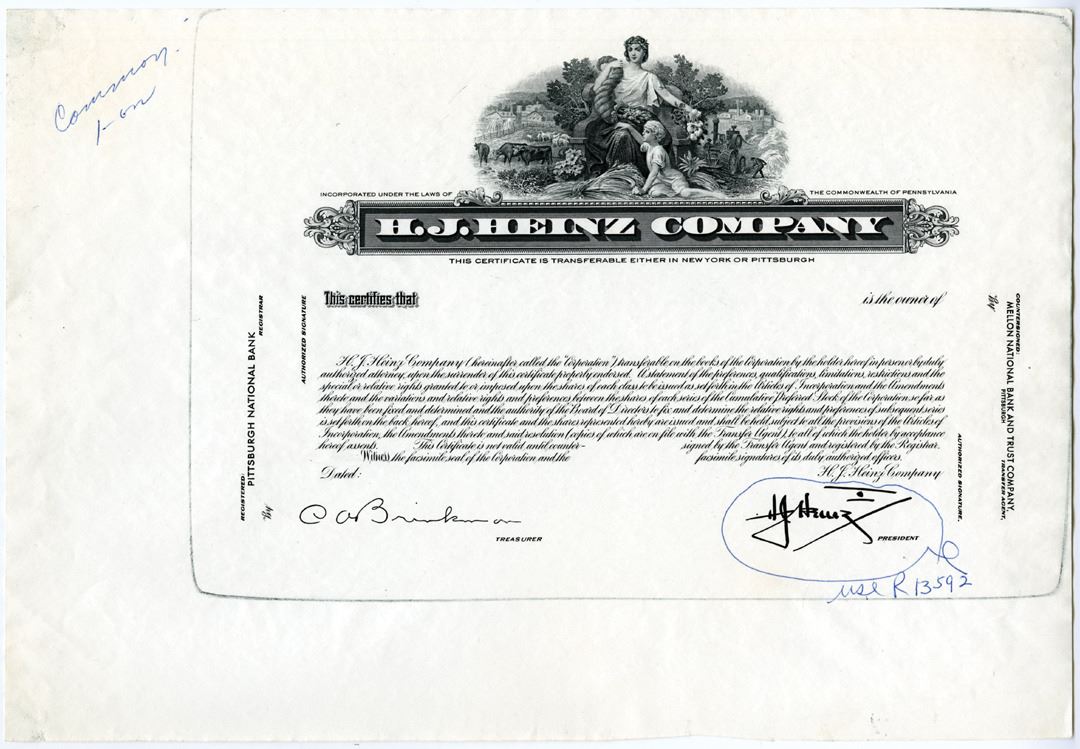 Common
1-on
INCORPORATED UNDER THE LAWS OF THE COMMONWEALTH OF PENNSYLVANIA
H.J. HEINZ COMPANY
THIS CERTIFICATE IS TRANSFERABLE EITHER IN NEW YORK OR PITTSBURGH
This certifies that is the owner of
H. J. Heinz Company (hereinafter called the "Corporation") transferable on the books of the Corporation by the holder hereof in person or by duly
authorized attorney, upon the surrender of this certificate properly endorsed. A statement of the preferences, qualifications, limitations, restrictions and the
special or relative rights granted to or imposed upon the shares of each class to be issued as set forth in the Articles of Incorporation and the Amendments
thereto and the variations and relative rights and preferences between the shares of each series of the Cumulative Preferred Stock of the Corporation so far as
they have been fixed and determined and the authority of the Board of Directors to fix and determine the relative rights and preferences of subsequent series
is set forth on the back hereof, and this certificate and the shares represented hereby are issued and shall be held subject to all the provisions of the Articles of
Incorporation, the Amendments thereto and said resolution (copies of which are on file with the Transfer Agent), to all of which the holder by acceptance
hereof assents. This Certificate is not valid until counter- signed by the Transfer Agent and registered by the Registrar.
Witness the facsimile seal of the Corporation and the facsimile signatures of its duly authorized officers.
Dated: H. J. Heinz Company
C A Brinkman
TREASURER
H J Heinz II
PRESIDENT
use R 13592
REGISTERED:
PITTSBURGH NATIONAL BANK
REGISTRAR
By
AUTHORIZED SIGNATURE
COUNTERSIGNED:
MELLON NATIONAL BANK AND TRUST COMPANY,
PITTSBURGH
TRANSFER AGENT,
By
AUTHORIZED SIGNATURE.